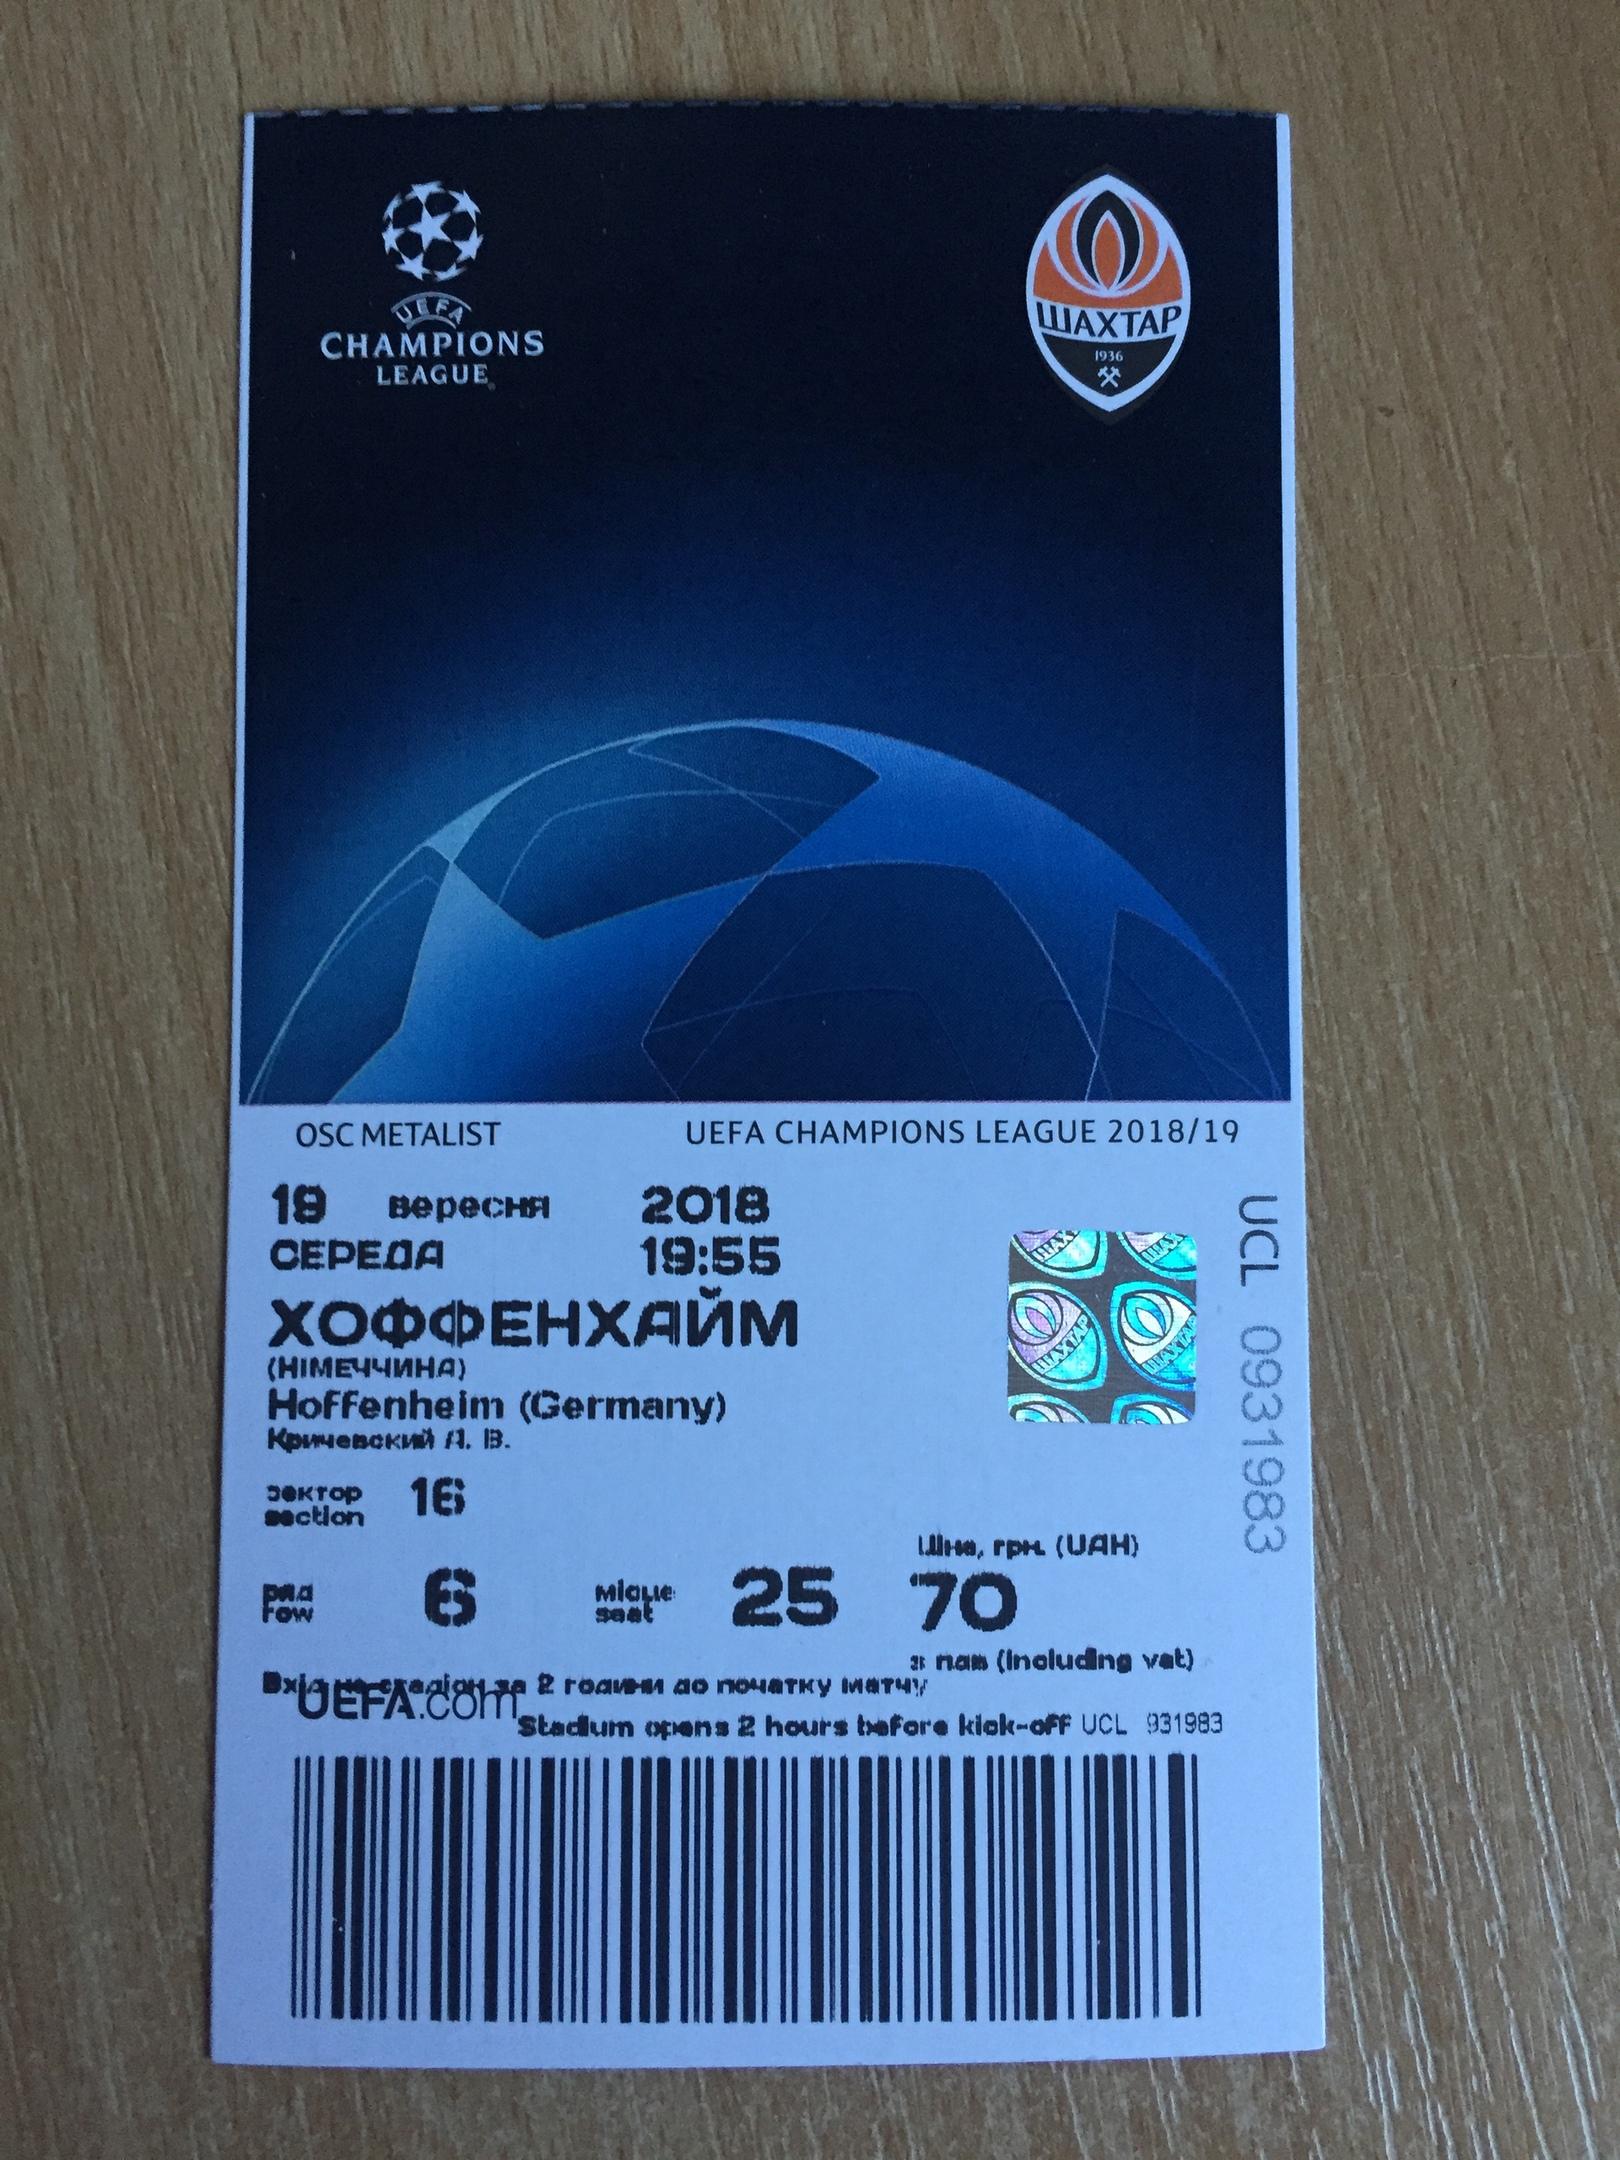 UEFA
CHAMPIONS
LEAGUE
ШАХТАР
1936
OSC METALIST UEFA CHAMPIONS LEAGUE 2018/19
19 вересня 2018
СЕРЕДА 19:55
ХОФФЕНХАЙМ
(НІМЕЧЧИНА)
Hoffenheim (Germany)
Кричевский Л. В.
UCL 0931983
сектор 16
section
Ціна, грн. (UAH)
ряд 6 місце 25 70
row seat
з пдв (including vat)
Вхід на стадіон за 2 години до початку матчу
UEFA.com
Stadium opens 2 hours before kick-off UCL 931983